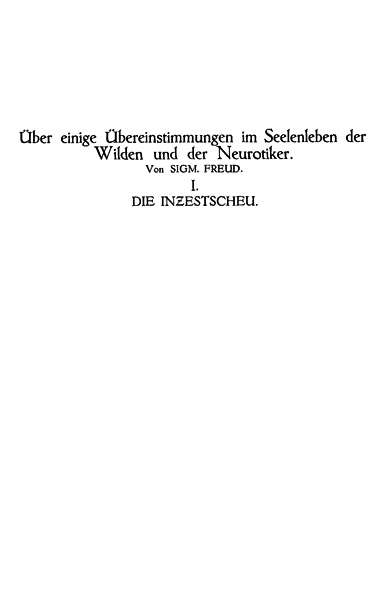 Über einige Übereinstimmungen im Seelenleben der
Wilden und der Neurotiker.
Von SIGM. FREUD.
I.
DIE INZESTSCHEU.